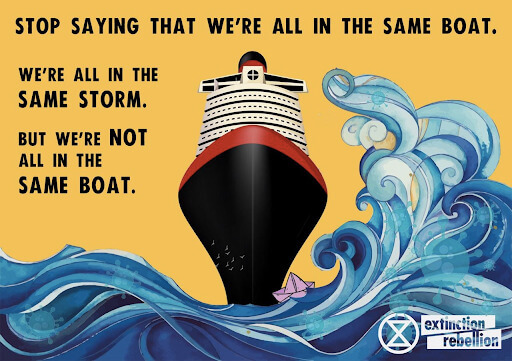 STOP SAYING THAT WE'RE ALL IN THE SAME BOAT.
WE'RE ALL IN THE
SAME STORM.
BUT WE'RE NOT
ALL IN THE
SAME BOAT.
extinction
rebellion